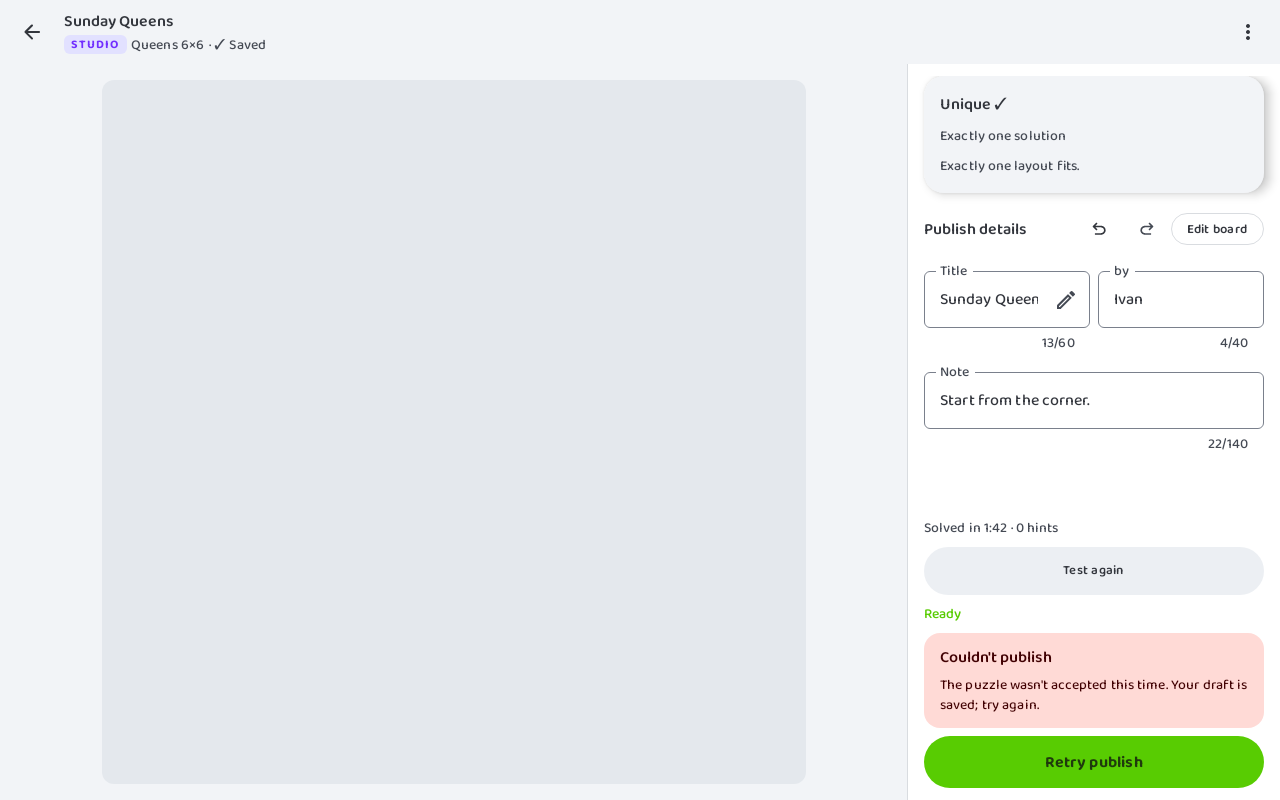 Sunday Queens
STUDIO Queens 6×6 · ✓ Saved
Unique ✓
Exactly one solution
Exactly one layout fits.
Publish details
Edit board
Title
Sunday Queen
13/60
by
Ivan
4/40
Note
Start from the corner.
22/140
Solved in 1:42 · 0 hints
Test again
Ready
Couldn't publish
The puzzle wasn't accepted this time. Your draft is
saved; try again.
Retry publish